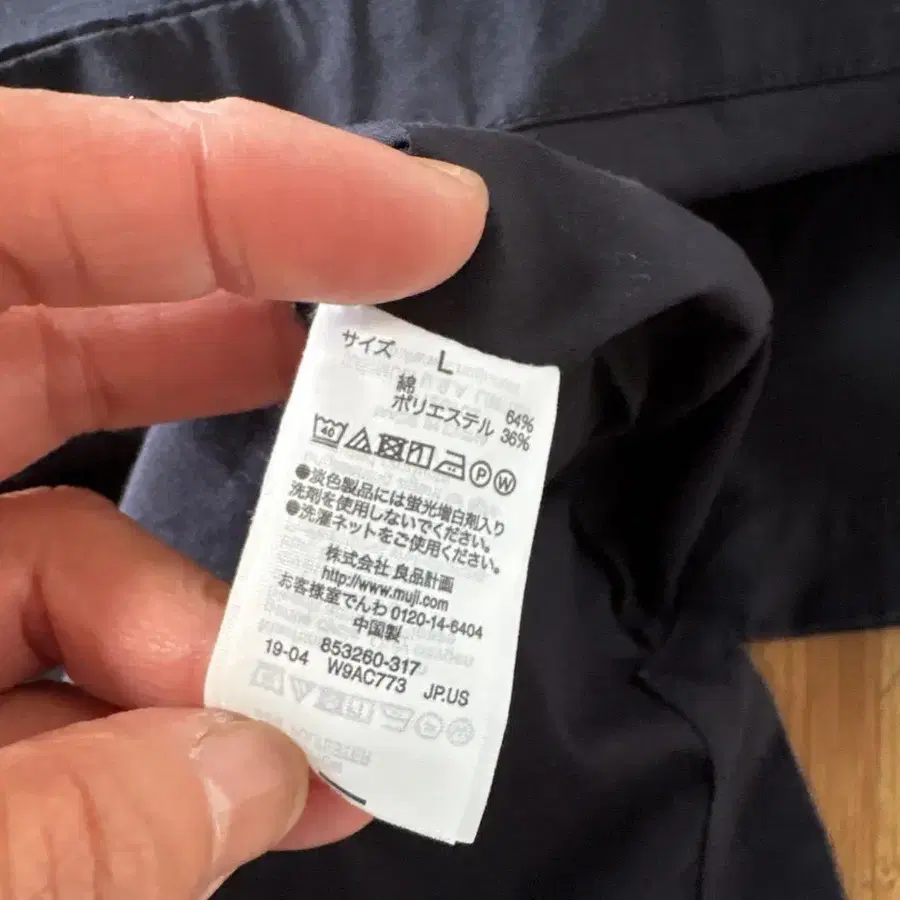 サイズ L
綿 64%
ポリエステル 36%
40 P W
●淡色製品には蛍光増白剤入り
洗剤を使用しないでください。
●洗濯ネットをご使用ください。
株式会社 良品計画
http://www.muji.com
お客様室でんわ 0120-14-6404
中国製
853260-317
19-04 W9AC773 JP.US